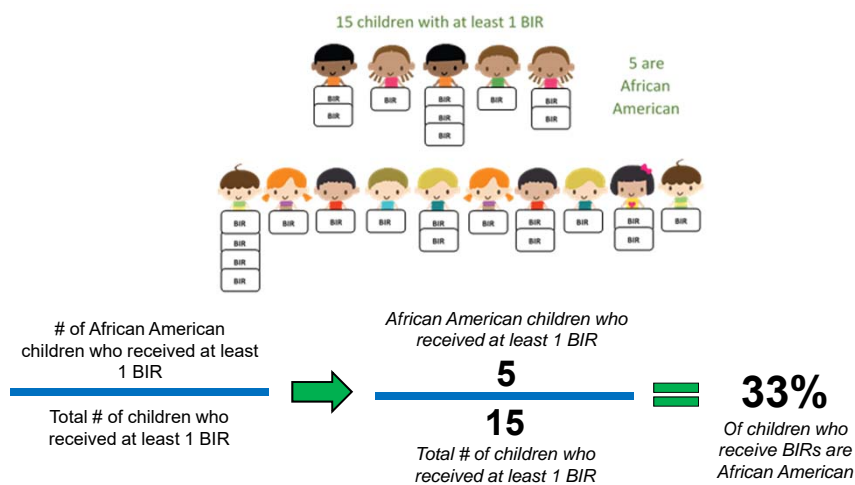 15 children with at least 1 BIR
5 are
African
American
BIR BIR BIR BIR BIR
BIR BIR BIR
BIR
BIR BIR BIR BIR BIR BIR BIR BIR BIR BIR
BIR BIR BIR BIR
BIR
BIR
# of African American
children who received at least
1 BIR
Total # of children who
received at least 1 BIR
African American children who
received at least 1 BIR
5
15
Total # of children who
received at least 1 BIR
33%
Of children who
receive BIRs are
African American